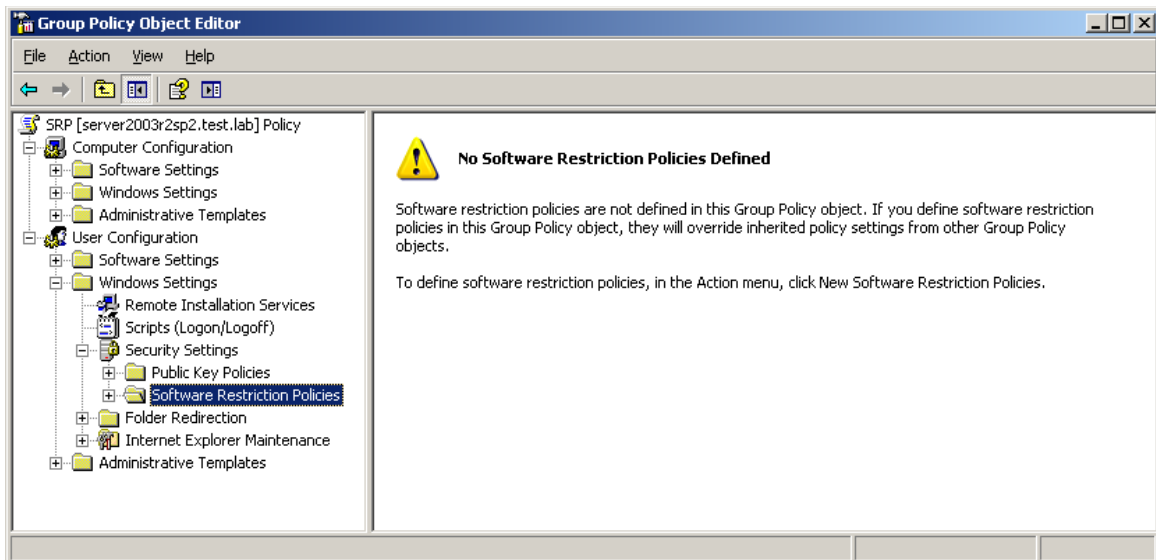 Group Policy Object Editor
File Action View Help
SRP [server2003r2sp2.test.lab] Policy
Computer Configuration
Software Settings
Windows Settings
Administrative Templates
User Configuration
Software Settings
Windows Settings
Remote Installation Services
Scripts (Logon/Logoff)
Security Settings
Public Key Policies
Software Restriction Policies
Folder Redirection
Internet Explorer Maintenance
Administrative Templates
No Software Restriction Policies Defined
Software restriction policies are not defined in this Group Policy object. If you define software restriction
policies in this Group Policy object, they will override inherited policy settings from other Group Policy
objects.
To define software restriction policies, in the Action menu, click New Software Restriction Policies.